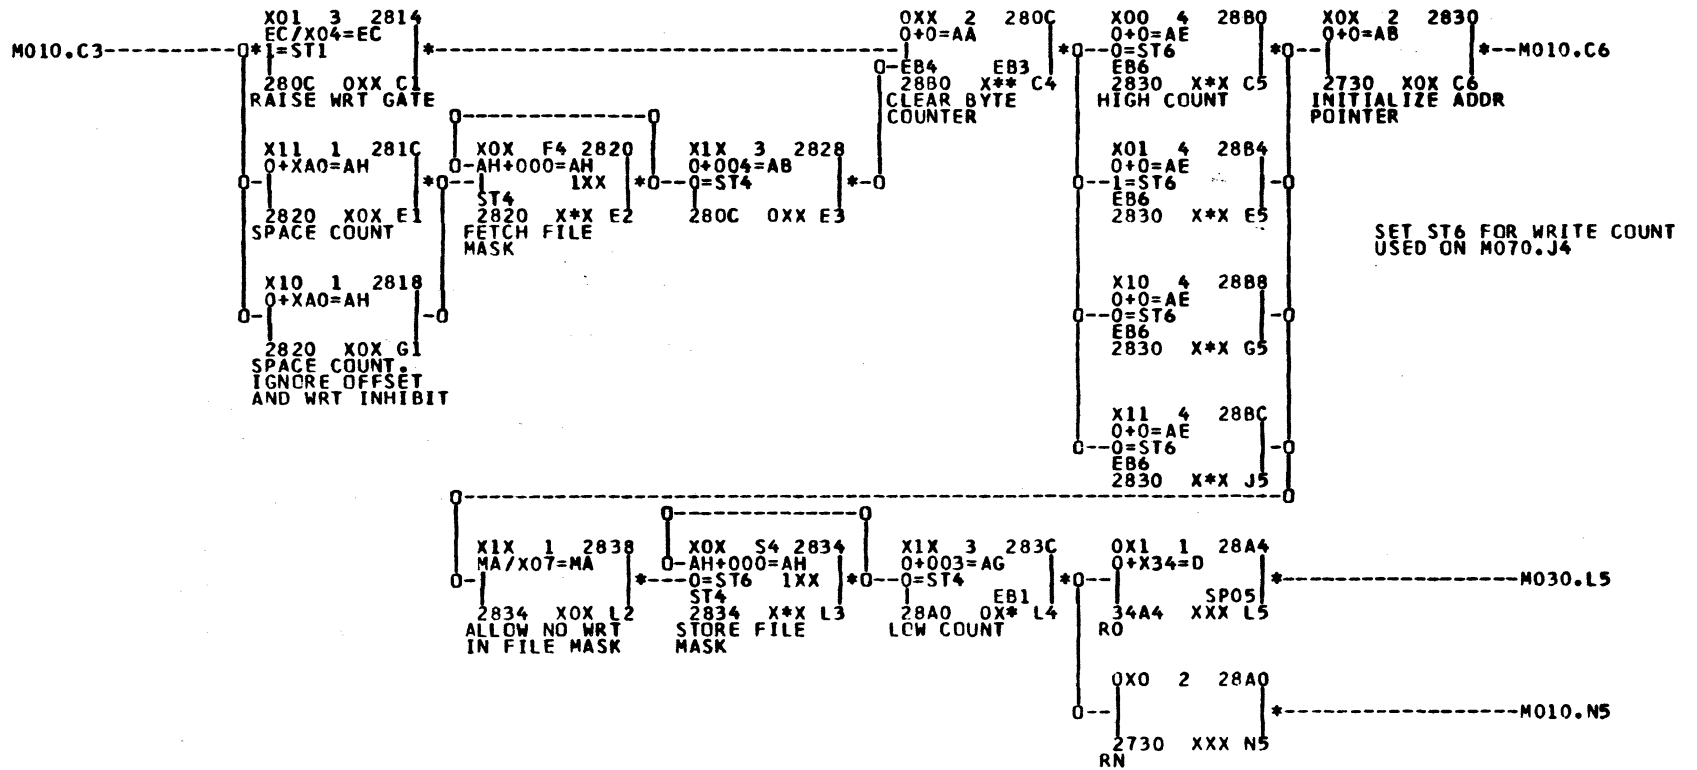 X01 3 2814
EC/X04=EC
M010.C3 *1=ST1 *
280C 0XX C1
RAISE WRT GATE
0XX 2 280C
0+0=AA
EB4 EB3 *
28B0 X** C4
CLEAR BYTE
COUNTER
X00 4 28B0
0+0=AE
0=ST6 *
EB6
2830 X*X C5
HIGH COUNT
X0X 2 2830
0+0=AB
*--M010.C6
2730 X0X C6
INITIALIZE ADDR
POINTER
X11 1 281C
0+XA0=AH
*
2820 X0X E1
SPACE COUNT
X0X F4 2820
AH+000=AH
1XX *
ST4
2820 X*X E2
FETCH FILE
MASK
X1X 3 2828
0+004=AB
0=ST4 *
280C 0XX E3
X01 4 28B4
0+0=AE
1=ST6
EB6
2830 X*X E5
SET ST6 FOR WRITE COUNT
USED ON M070.J4
X10 1 2818
0+XA0=AH
2820 X0X G1
SPACE COUNT.
IGNORE OFFSET
AND WRT INHIBIT
X10 4 28B8
0+0=AE
0=ST6
EB6
2830 X*X G5
X11 4 28BC
0+0=AE
0=ST6
EB6
2830 X*X J5
X1X 1 2838
MA/X07=MA
*
2834 X0X L2
ALLOW NO WRT
IN FILE MASK
X0X S4 2834
AH+000=AH
0=ST6 1XX *
ST4
2834 X*X L3
STORE FILE
MASK
X1X 3 283C
0+003=AG
0=ST4 *
EB1
28A0 0X* L4
LOW COUNT
0X1 1 28A4
0+X34=D
* M030.L5
SP05
34A4 XXX L5
R0
0X0 2 28A0
* M010.N5
2730 XXX N5
RN